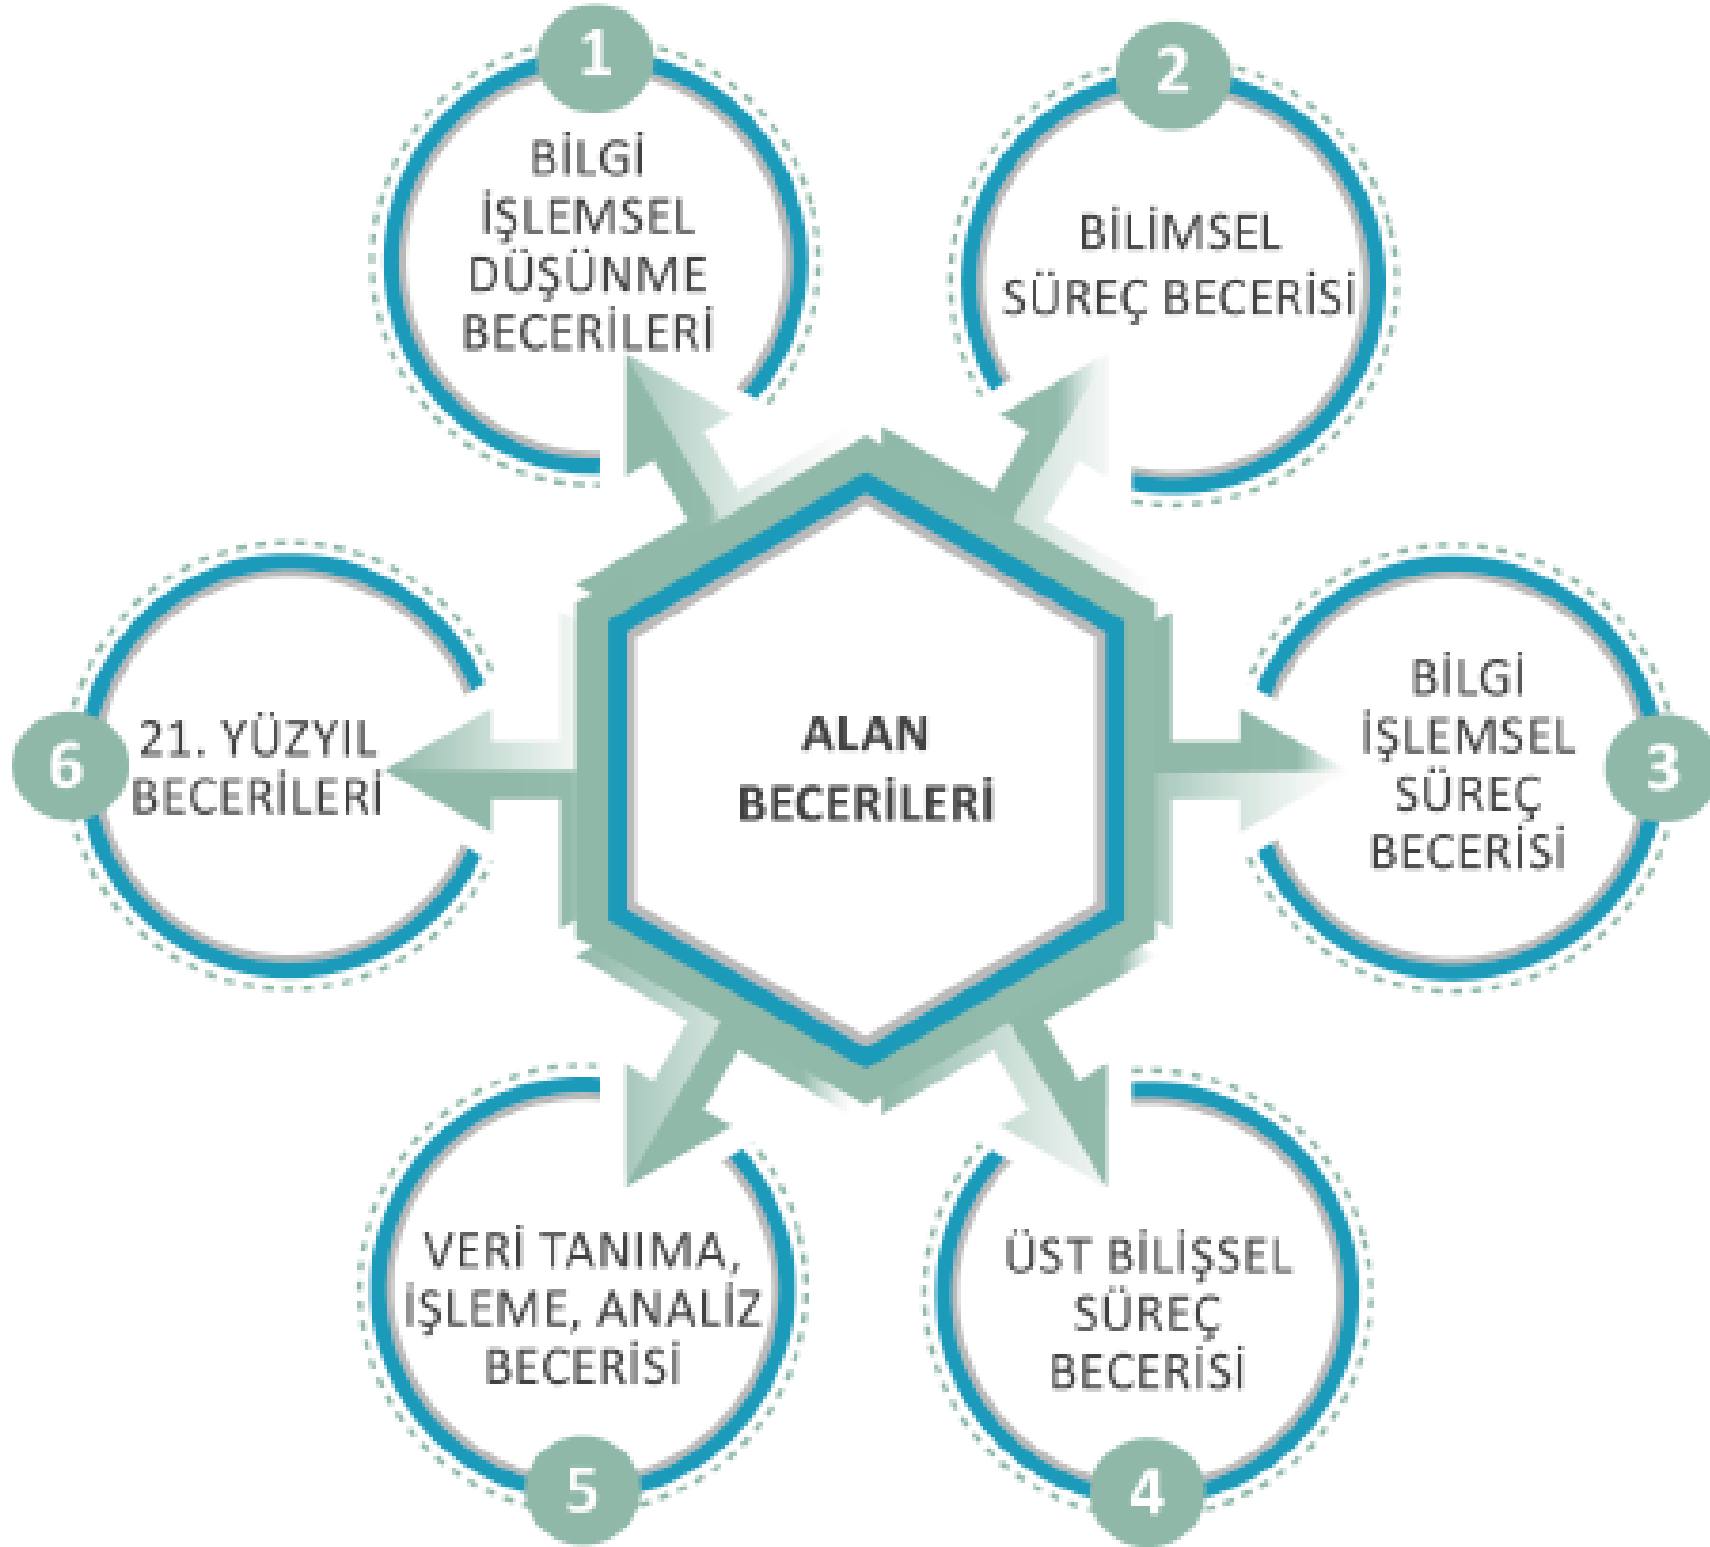 1
BİLGİ
İŞLEMSEL
DÜŞÜNME
BECERİLERİ
2
BİLİMSEL
SÜREÇ BECERİSİ
3
BİLGİ
İŞLEMSEL
SÜREÇ
BECERİSİ
4
ÜST BİLİŞSEL
SÜREÇ
BECERİSİ
5
VERİ TANIMA,
İŞLEME, ANALİZ
BECERİSİ
6
21. YÜZYIL
BECERİLERİ
ALAN
BECERİLERİ